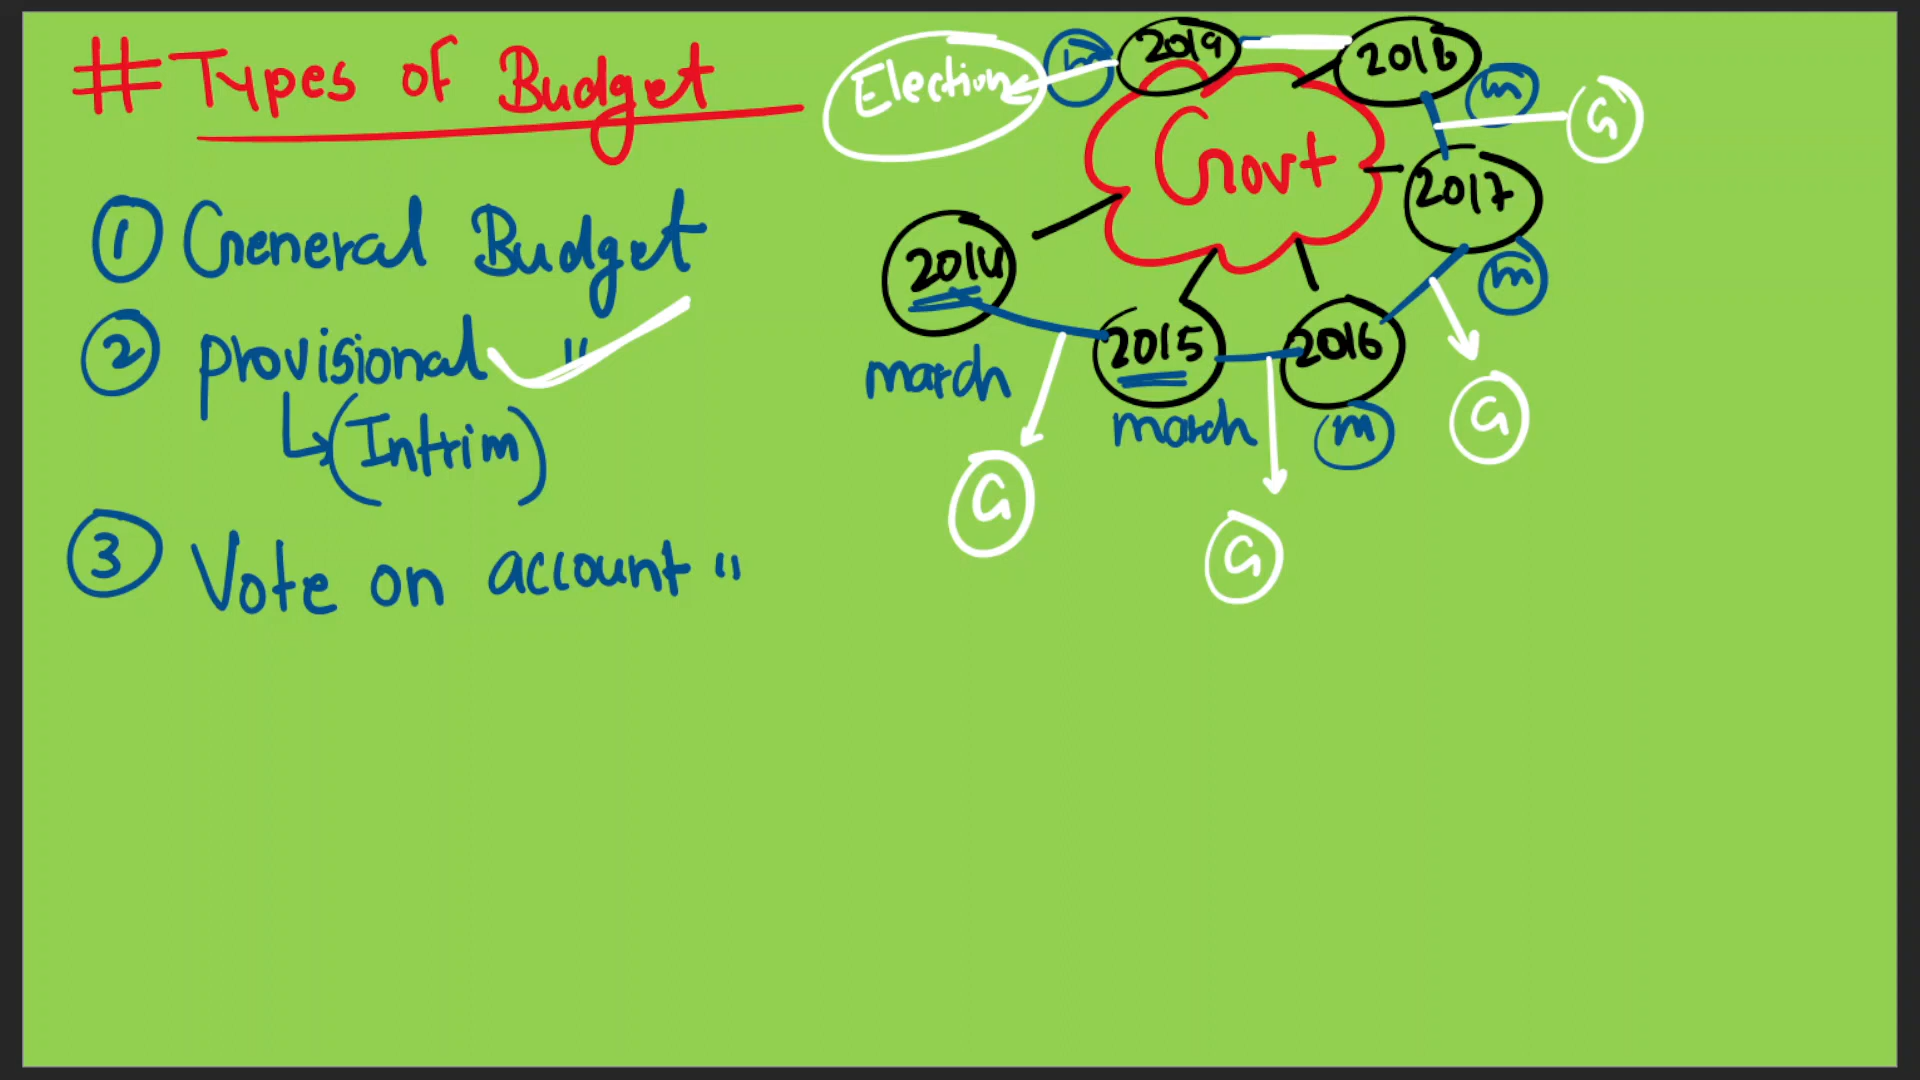 # Types of Budget
1 General Budget
2 provisional "
(Intrim)
3 Vote on account "
Election
m
2019
2018
m
G
Govt
2017
m
2014
2015
2016
march
march
m
G
G
G